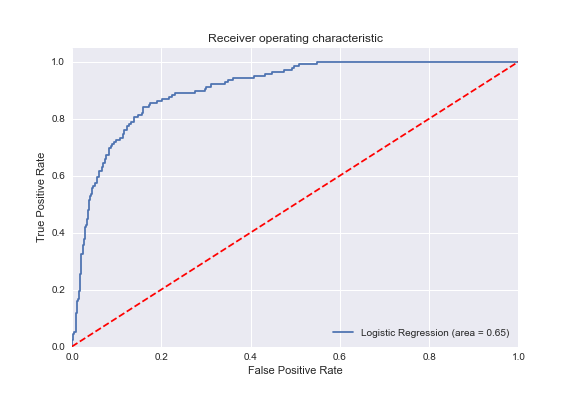 Receiver operating characteristic
1.0
0.8
0.6
0.4
0.2
0.0
True Positive Rate
Logistic Regression (area = 0.65)
0.0 0.2 0.4 0.6 0.8 1.0
False Positive Rate